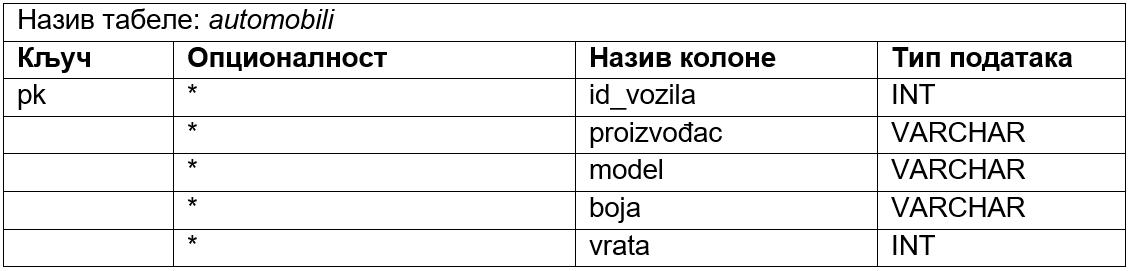 Назив табеле: automobili
Кључ Опционалност Назив колоне Тип података
pk * id_vozila INT
* proizvođac VARCHAR
* model VARCHAR
* boja VARCHAR
* vrata INT